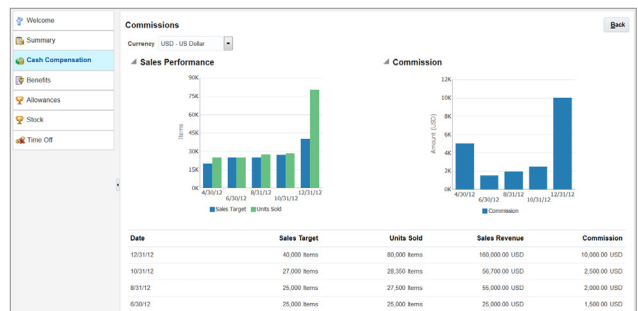 Welcome
Summary
Cash Compensation
Benefits
Allowances
Stock
Time Off
Commissions
Back
Currency USD - US Dollar
Sales Performance
90K
75K
60K
45K
30K
15K
0K
Items
4/30/12
6/30/12
8/31/12
10/31/12
12/31/12
Sales Target Units Sold
Commission
12K
10K
8K
6K
4K
2K
0K
Amount (USD)
4/30/12
6/30/12
8/31/12
10/31/12
12/31/12
Commission
Date Sales Target Units Sold Sales Revenue Commission
12/31/12 40,000 Items 80,000 Items 160,000.00 USD 10,000.00 USD
10/31/12 27,000 Items 28,350 Items 56,700.00 USD 2,500.00 USD
8/31/12 25,000 Items 27,500 Items 55,000.00 USD 2,000.00 USD
6/30/12 25,000 Items 25,000 Items 25,000.00 USD 1,500.00 USD